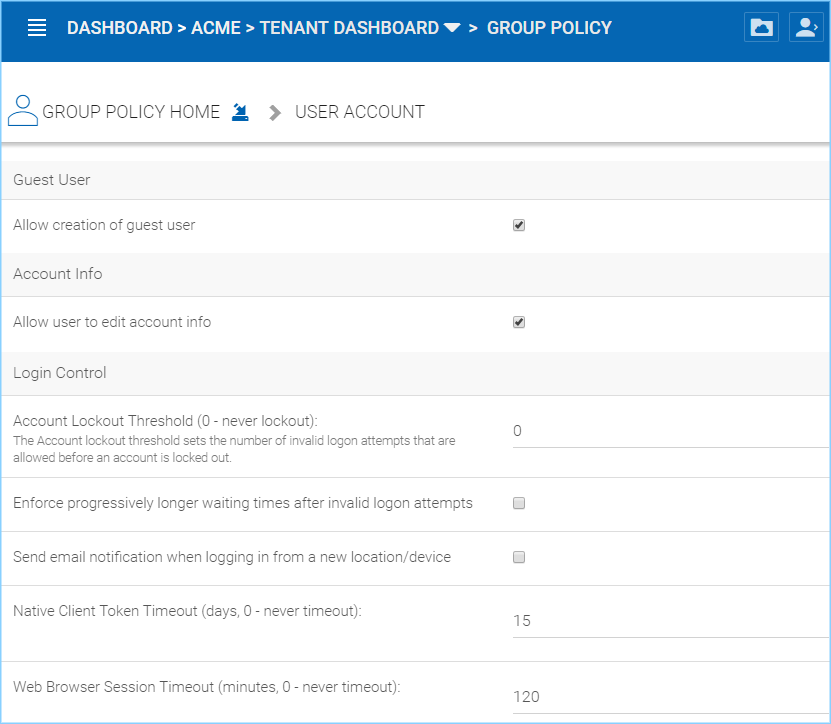 DASHBOARD > ACME > TENANT DASHBOARD > GROUP POLICY
GROUP POLICY HOME USER ACCOUNT
Guest User
Allow creation of guest user
Account Info
Allow user to edit account info
Login Control
Account Lockout Threshold (0 - never lockout):
0
The Account lockout threshold sets the number of invalid logon attempts that are
allowed before an account is locked out.
Enforce progressively longer waiting times after invalid logon attempts
Send email notification when logging in from a new location/device
Native Client Token Timeout (days, 0 - never timeout):
15
Web Browser Session Timeout (minutes, 0 - never timeout):
120